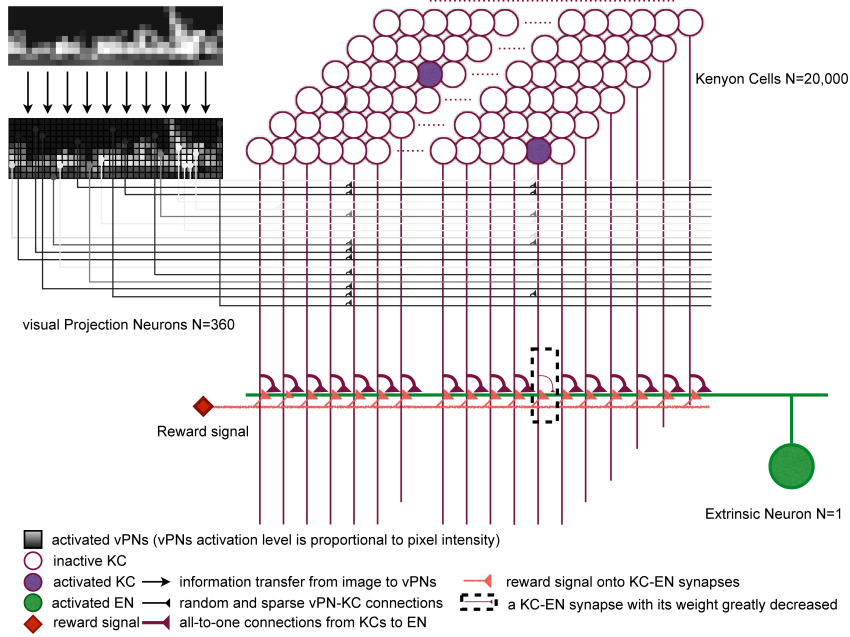 Kenyon Cells N=20,000
visual Projection Neurons N=360
Reward signal
Extrinsic Neuron N=1
activated vPNs (vPNs activation level is proportional to pixel intensity)
inactive KC
activated KC
information transfer from image to vPNs
reward signal onto KC-EN synapses
activated EN
random and sparse vPN-KC connections
a KC-EN synapse with its weight greatly decreased
reward signal
all-to-one connections from KCs to EN